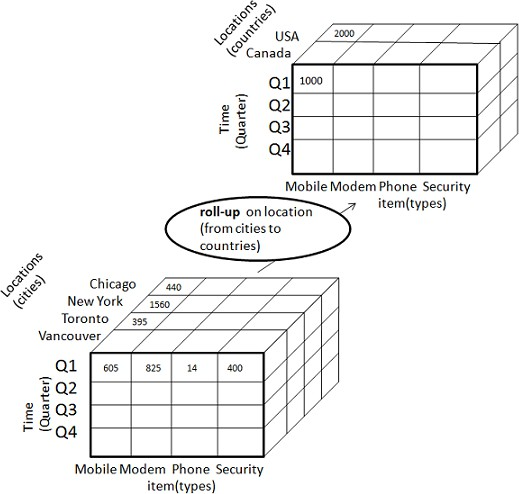 Locations
(countries)
USA
2000
Canada
Time
(Quarter)
Q1 1000
Q2
Q3
Q4
Mobile Modem Phone Security
item(types)
roll-up on location
(from cities to
countries)
Locations
(cities)
Chicago 440
New York 1560
Toronto 395
Vancouver
Time
(Quarter)
Q1 605 825 14 400
Q2
Q3
Q4
Mobile Modem Phone Security
item(types)